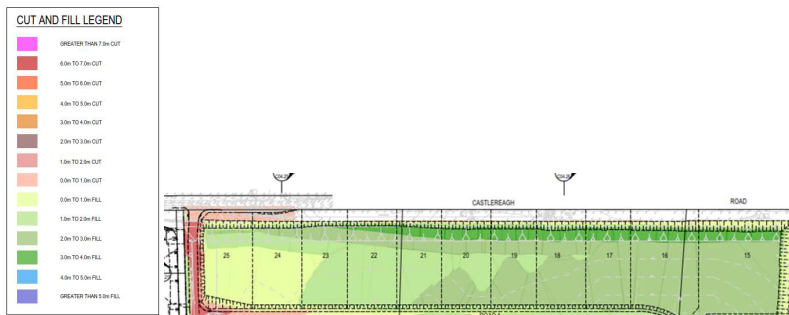 CUT AND FILL LEGEND
GREATER THAN 7.0m CUT
6.0m TO 7.0m CUT
5.0m TO 6.0m CUT
4.0m TO 5.0m CUT
3.0m TO 4.0m CUT
2.0m TO 3.0m CUT
1.0m TO 2.0m CUT
0.0m TO 1.0m CUT
0.0m TO 1.0m FILL
1.0m TO 2.0m FILL
2.0m TO 3.0m FILL
3.0m TO 4.0m FILL
4.0m TO 5.0m FILL
GREATER THAN 5.0m FILL
CASTLEREAGH ROAD
25 24 23 22 21 20 19 18 17 16 15